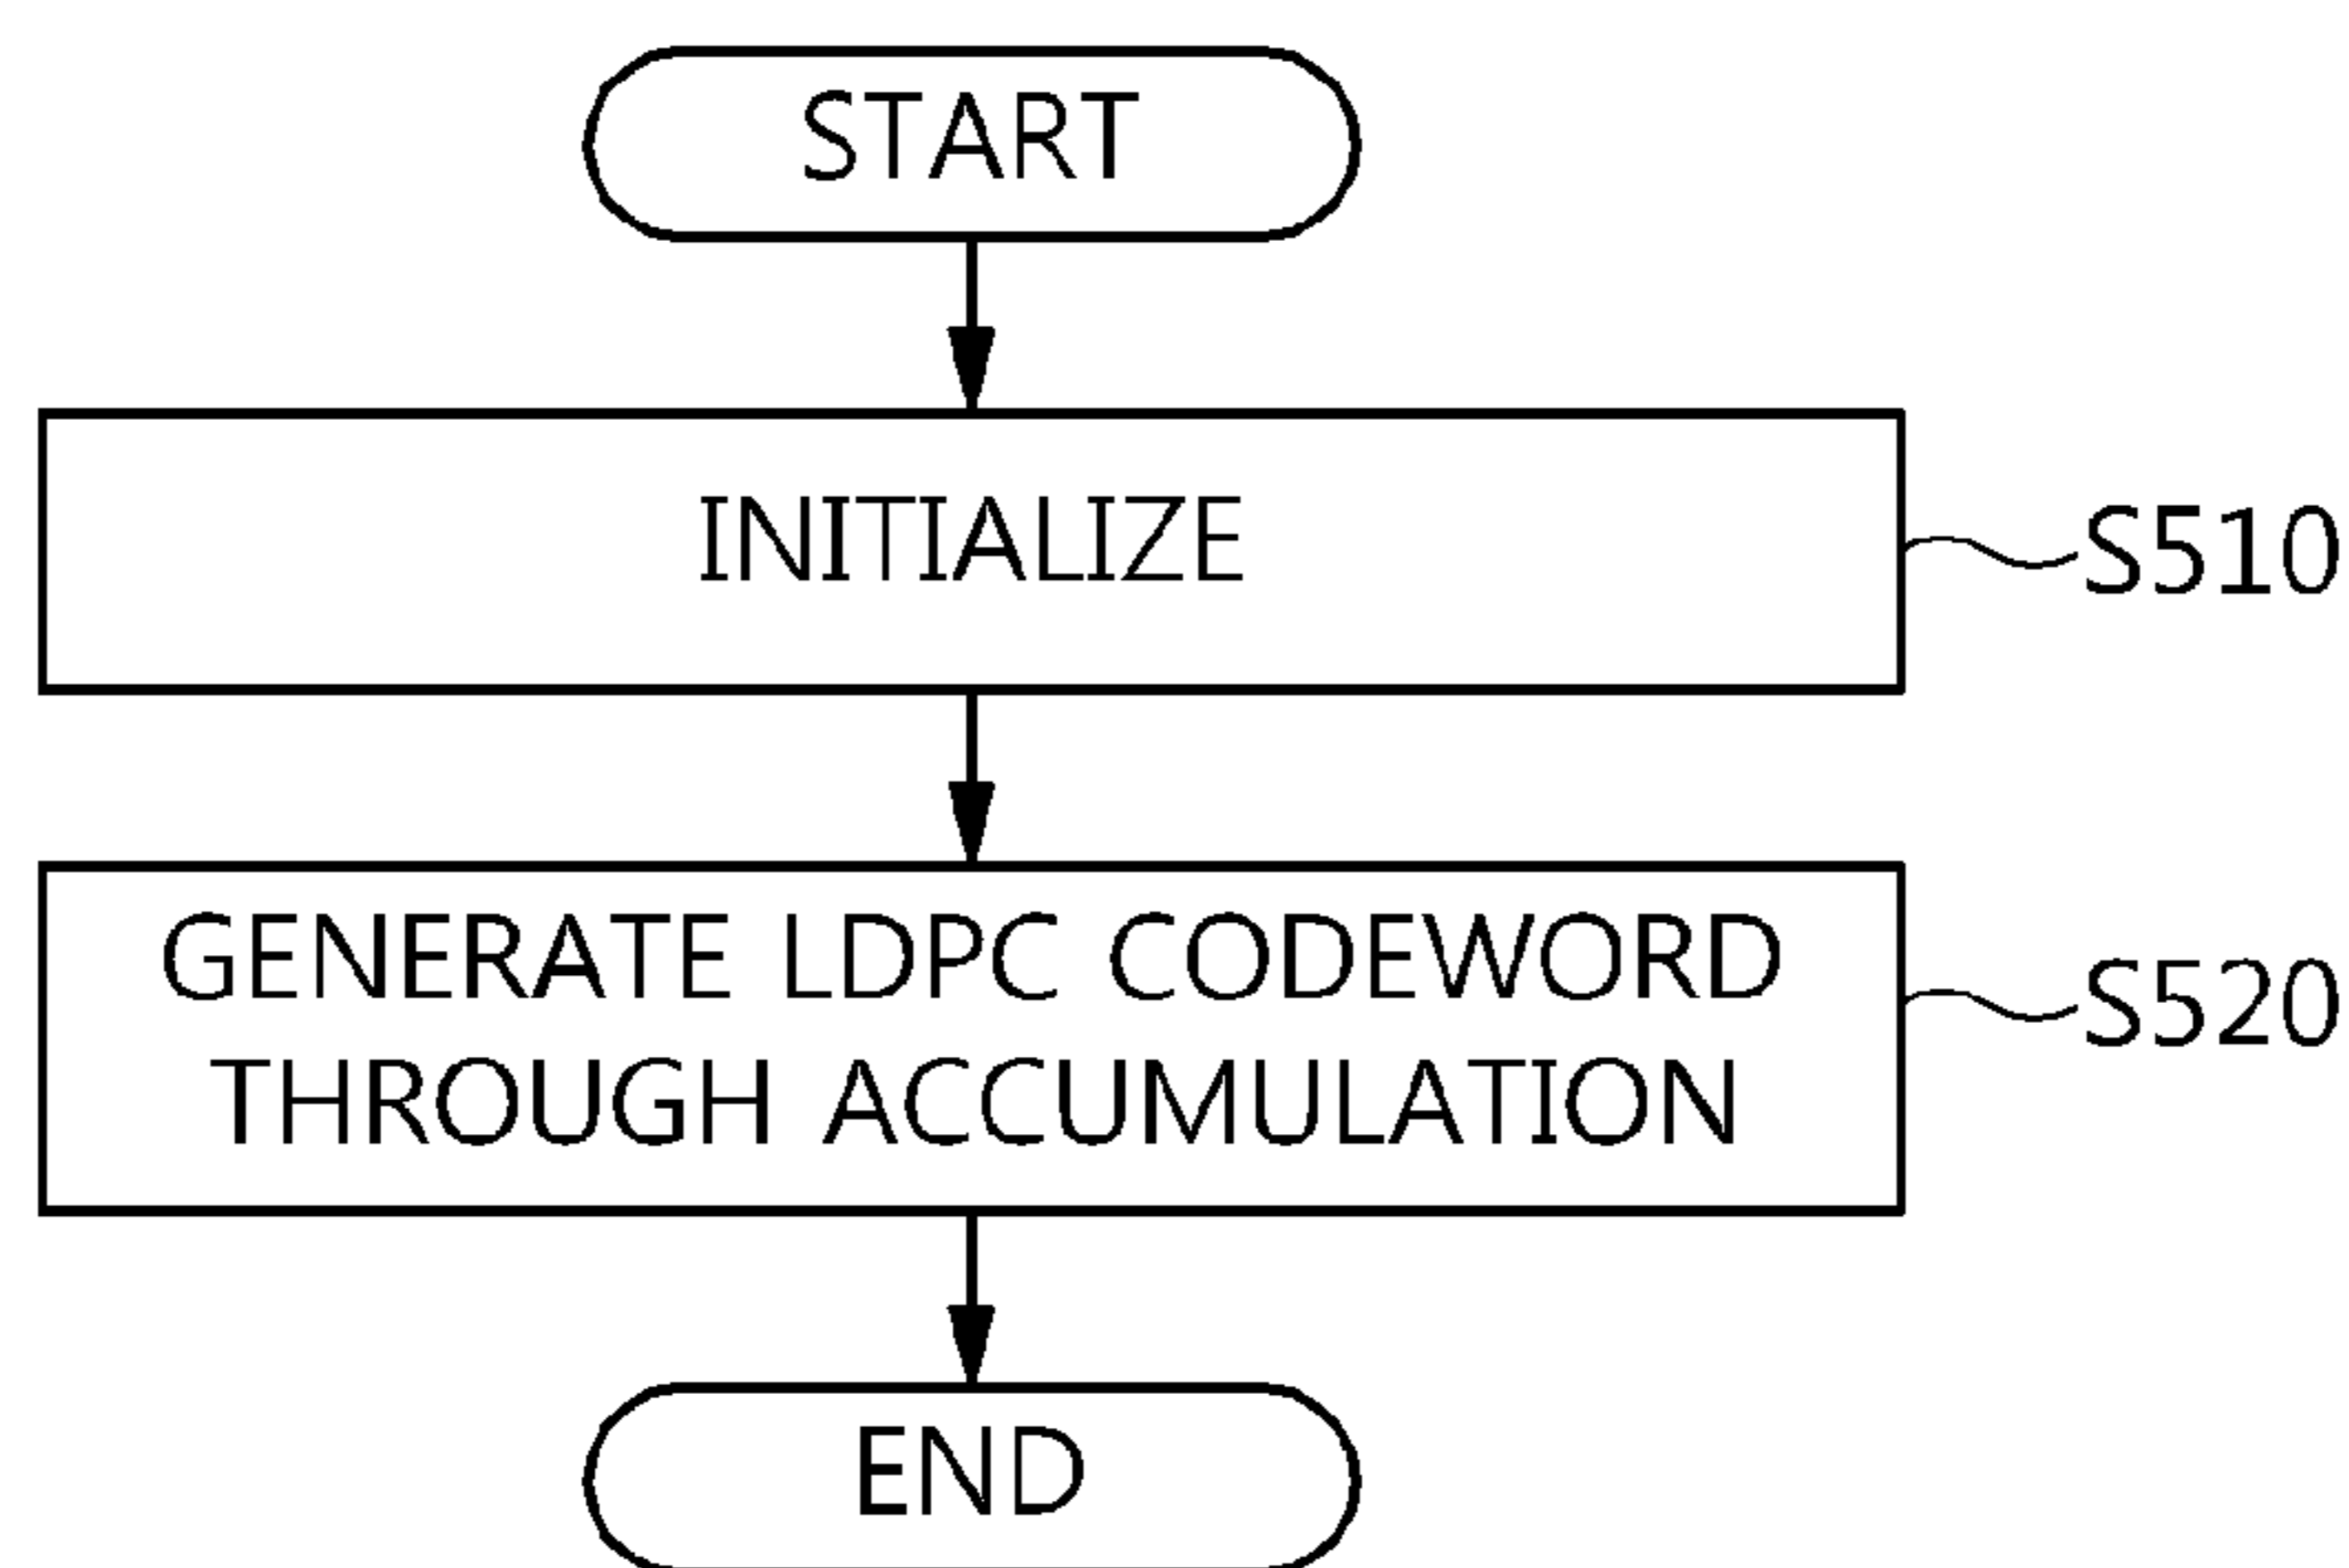 START
INITIALIZE
S510
GENERATE LDPC CODEWORD
THROUGH ACCUMULATION
S520
END